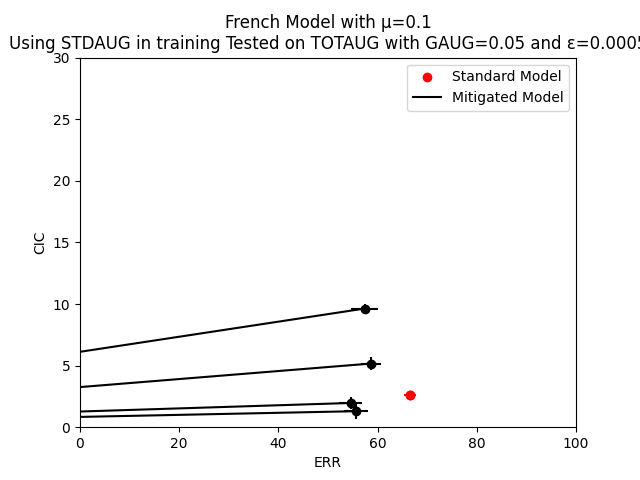 French Model with μ=0.1
Using STDAUG in training Tested on TOTAUG with GAUG=0.05 and ε=0.0005
30
25
20
15
10
5
0
CIC
Standard Model
Mitigated Model
0 20 40 60 80 100
ERR